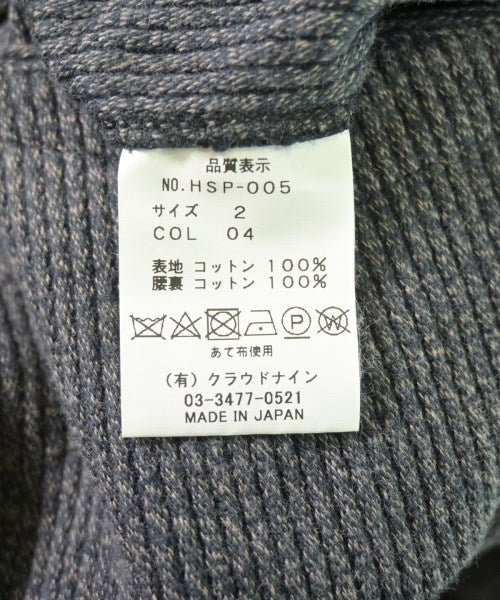 品質表示
NO.HSP-005
サイズ 2
COL 04
表地 コットン 100%
腰裏 コットン 100%
P W
あて布使用
(有) クラウドナイン
03-3477-0521
MADE IN JAPAN